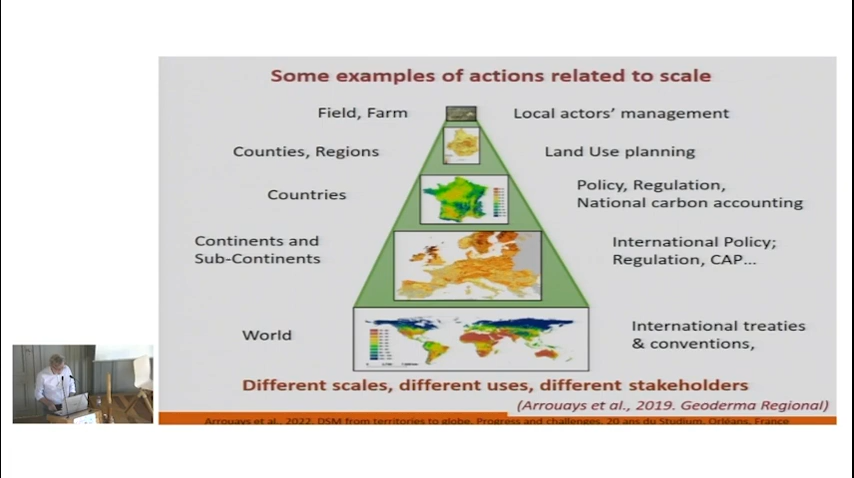 Some examples of actions related to scale
Field, Farm
Local actors' management
Counties, Regions
Land Use planning
Countries
Policy, Regulation,
National carbon accounting
Continents and
Sub-Continents
International Policy;
Regulation, CAP...
World
International treaties
& conventions,
Different scales, different uses, different stakeholders
(Arrouays et al., 2019. Geoderma Regional)
Arrouays et al., 2022. DSM from territories to globe. Progress and challenges. 20 ans du Studium, Orléans, France